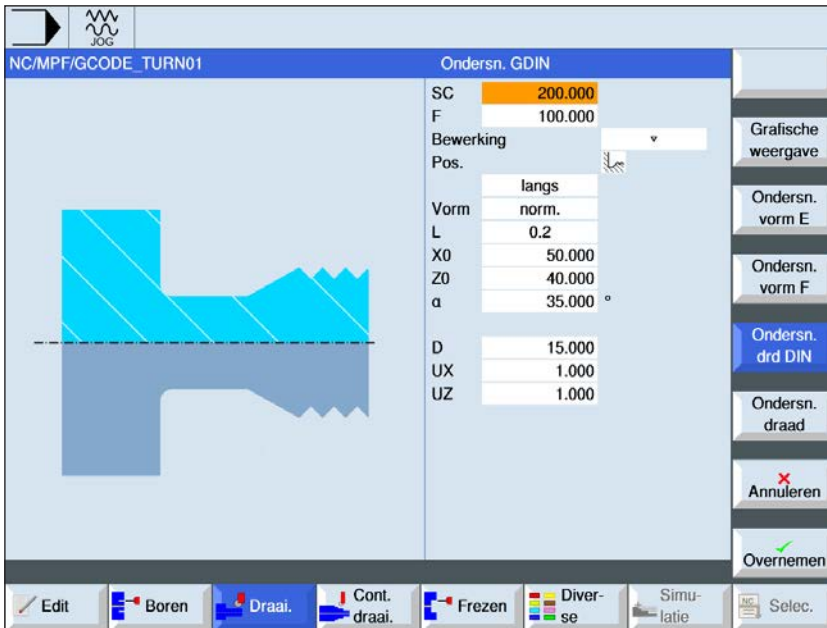 JOG
NC/MPF/GCODE_TURN01
Ondersn. GDIN
SC 200.000
F 100.000
Bewerking ▿
Pos.
langs
Vorm norm.
L 0.2
X0 50.000
Z0 40.000
α 35.000 °
D 15.000
UX 1.000
UZ 1.000
Grafische
weergave
Ondersn.
vorm E
Ondersn.
vorm F
Ondersn.
drd DIN
Ondersn.
draad
Annuleren
Overnemen
Edit
Boren
Draai.
Cont.
draai.
Frezen
Diver-
se
Simu-
latie
NC
Selec.